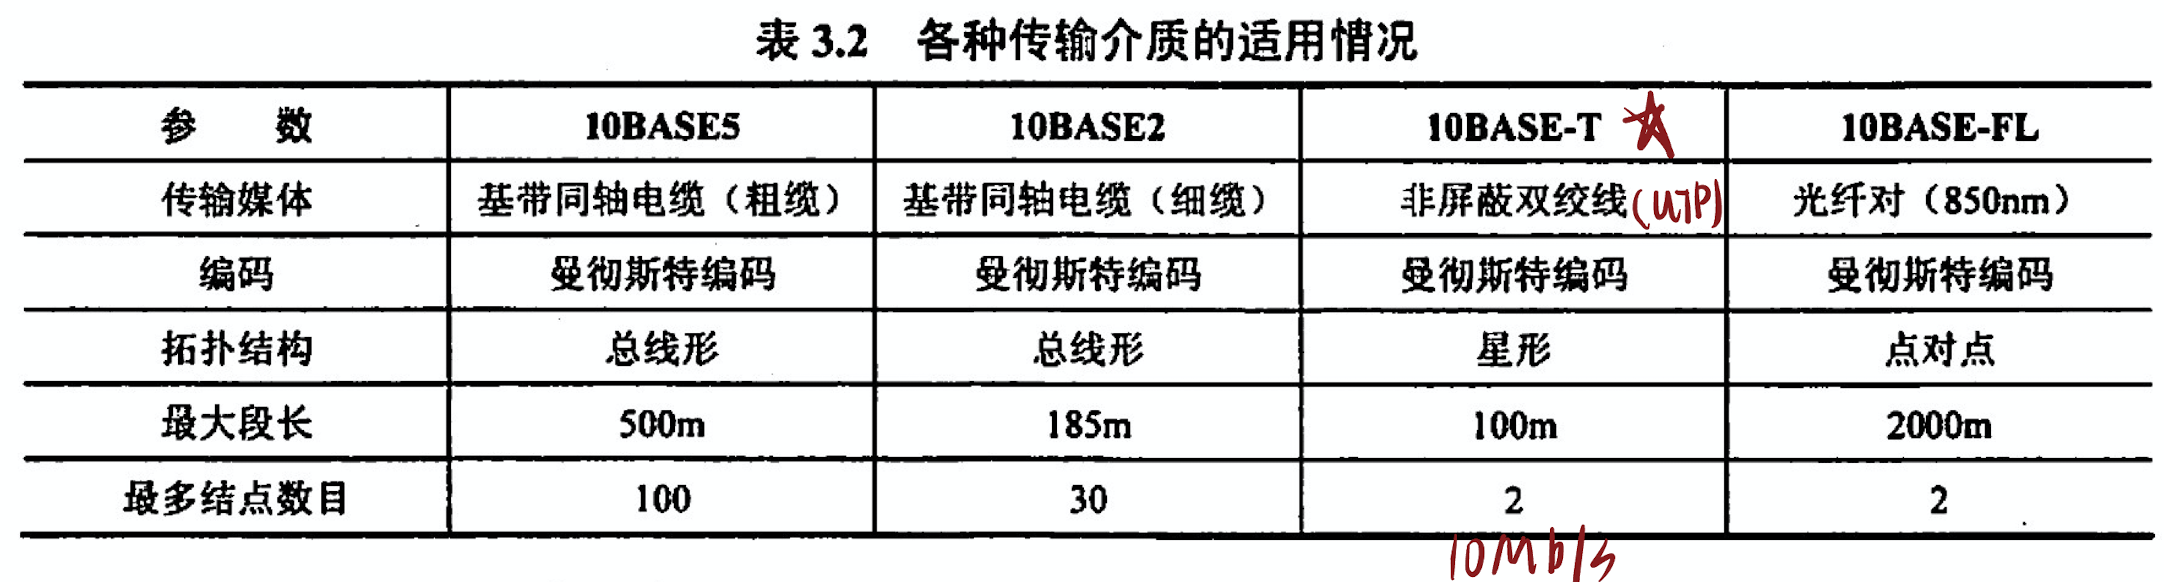 表 3.2 各种传输介质的适用情况
参 数 10BASE5 10BASE2 10BASE-T 10BASE-FL
传输媒体 基带同轴电缆（粗缆） 基带同轴电缆（细缆） 非屏蔽双绞线(UTP) 光纤对（850nm）
编码 曼彻斯特编码 曼彻斯特编码 曼彻斯特编码 曼彻斯特编码
拓扑结构 总线形 总线形 星形 点对点
最大段长 500m 185m 100m 2000m
最多结点数目 100 30 2 2
10Mb/s